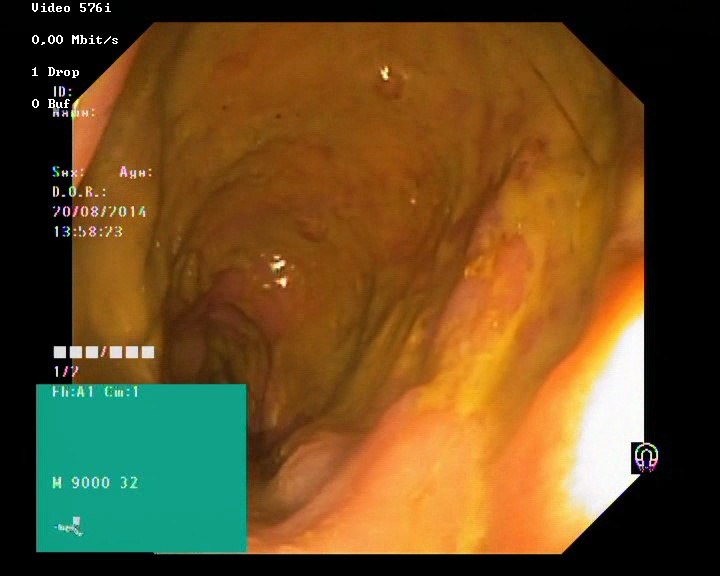 Video 576i
0,00 Mbit/s
1 Drop
0 Buf
ID:
Name:
Sex: Age:
D.O.B.:
20/08/2014
13:58:23
/
1/2
Eh:A1 Cm:1
M 9000 32